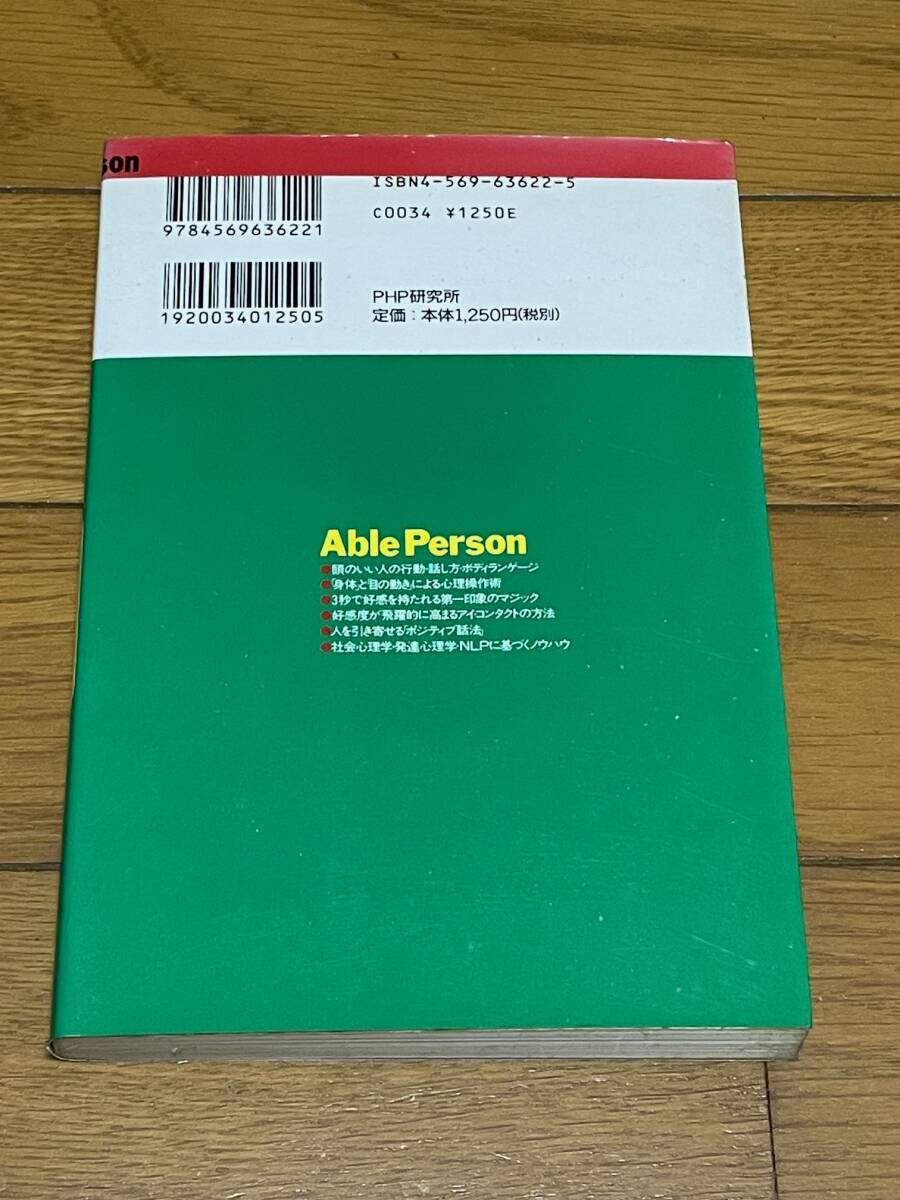 son
ISBN4-569-63622-5
9784569636221
C0034 ¥1250E
1920034012505
PHP研究所
定価：本体1,250円(税別)
Able Person
●頭のいい人の行動・話し方・ボディランゲージ
●「身体」と「目の動き」による心理操作術
●3秒で好感を持たれる第一印象のマジック
●好感度が飛躍的に高まるアイ・コンタクトの方法
●人を引き寄せる「ポジティブ話法」
●社会心理学・発達心理学・NLPに基づくノウハウ